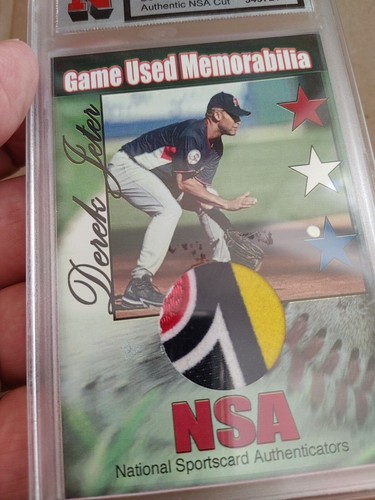 Authentic NSA Cut
Game Used Memorabilia
Derek Jeter
NSA
National Sportscard Authenticators